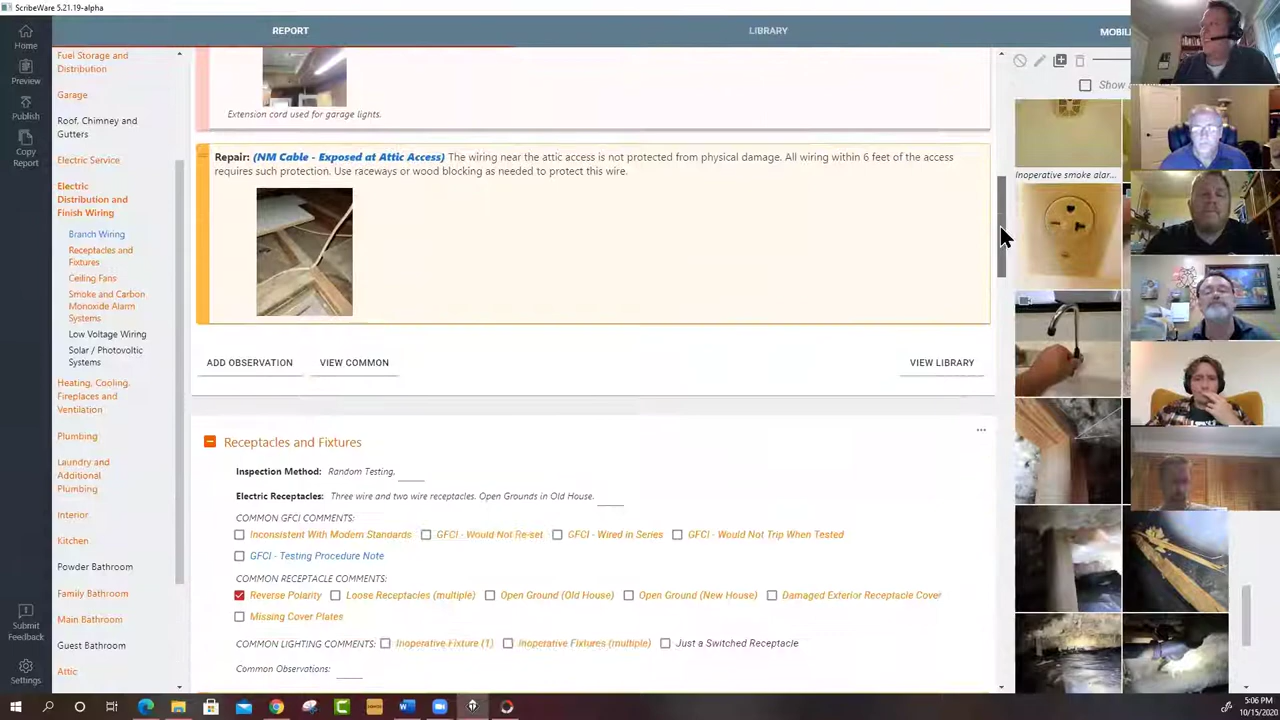 ScribeWare 5.21.19-alpha
REPORT
LIBRARY
Home
Preview
Publish
Copy
Report
Submit
Feedback
Settings
Fuel Storage and
Distribution
Garage
Roof, Chimney and
Gutters
Electric Service
Electric
Distribution and
Finish Wiring
Branch Wiring
Receptacles and
Fixtures
Ceiling Fans
Smoke and Carbon
Monoxide Alarm
Systems
Low Voltage Wiring
Solar / Photovoltic
Systems
Heating, Cooling,
Fireplaces and
Ventilation
Plumbing
Laundry and
Additional
Plumbing
Interior
Kitchen
Powder Bathroom
Family Bathroom
Main Bathroom
Guest Bathroom
Attic
Extension cord used for garage lights.
Repair: (NM Cable - Exposed at Attic Access) The wiring near the attic access is not protected from physical damage. All wiring within 6 feet of the access
requires such protection. Use raceways or wood blocking as needed to protect this wire.
ADD OBSERVATION VIEW COMMON VIEW LIBRARY
Receptacles and Fixtures
Inspection Method: Random Testing.
Electric Receptacles: Three wire and two wire receptacles. Open Grounds in Old House.
COMMON GFCI COMMENTS:
Inconsistent With Modern Standards GFCI - Would Not Re-set GFCI - Wired in Series GFCI - Would Not Trip When Tested
GFCI - Testing Procedure Note
COMMON RECEPTACLE COMMENTS:
Reverse Polarity Loose Receptacles (multiple) Open Ground (Old House) Open Ground (New House) Damaged Exterior Receptacle Cover
Missing Cover Plates
COMMON LIGHTING COMMENTS: Inoperative Fixture (1) Inoperative Fixtures (multiple) Just a Switched Receptacle
Common Observations:
MOBIL
Show
Inoperative smoke alar...
5:06 PM
10/15/2020